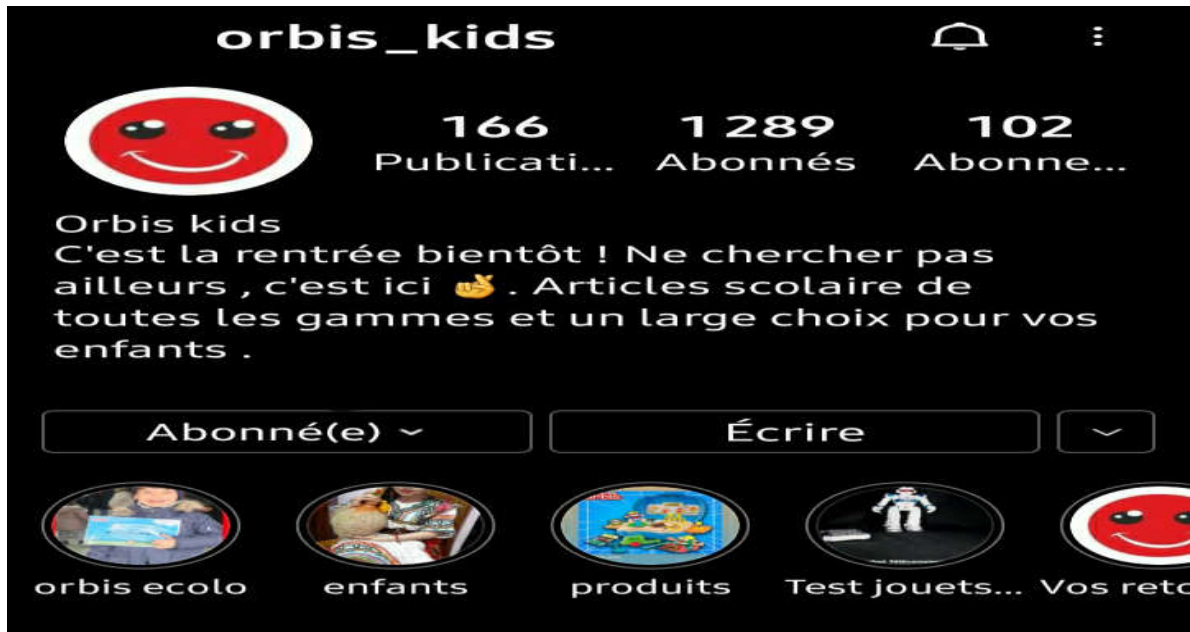 orbis_kids
166 1 289 102
Publicati... Abonnés Abonne...
Orbis kids
C'est la rentrée bientôt ! Ne chercher pas
ailleurs , c'est ici 🤞 . Articles scolaire de
toutes les gammes et un large choix pour vos
enfants .
Abonné(e) Écrire
orbis ecolo enfants produits Test jouets... Vos reto